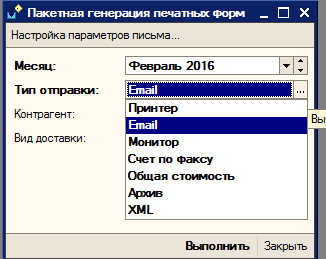 Пакетная генерация печатных форм
Настройка параметров письма...
Месяц: Февраль 2016
Тип отправки: Email ...
Контрагент: Принтер
Email
Вы
Вид доставки: Монитор
Счет по факсу
Общая стоимость
Архив
XML
Выполнить Закрыть